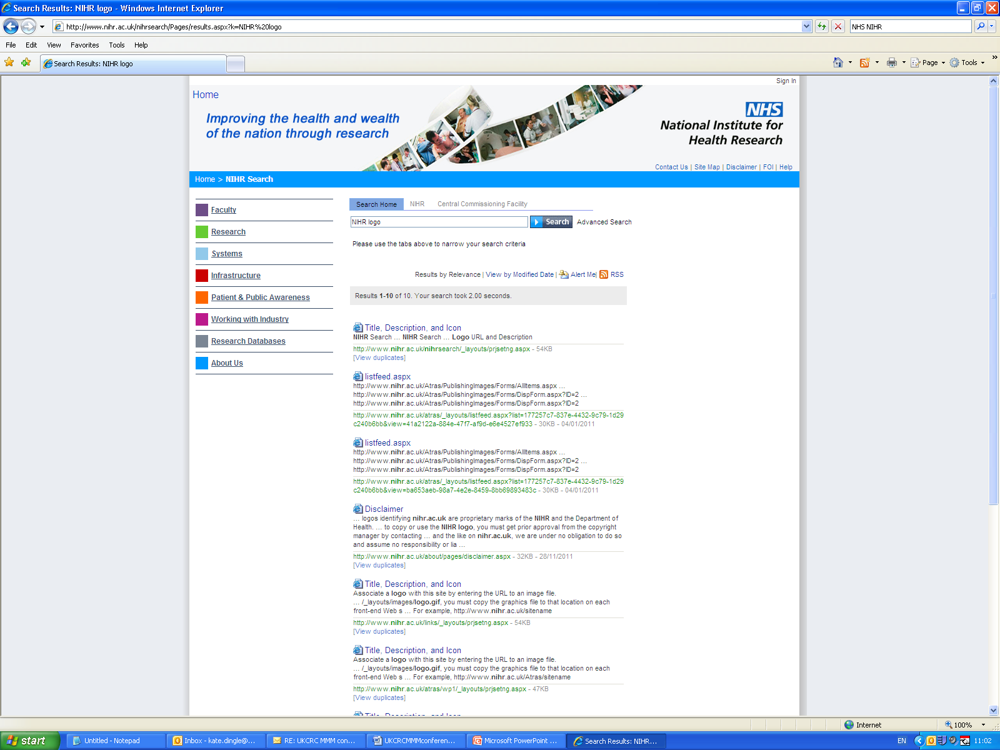 Search Results: NIHR logo - Windows Internet Explorer
http://www.nihr.ac.uk/nihrsearch/Pages/results.aspx?k=NIHR%20logo
NHS NIHR
File Edit View Favorites Tools Help
Search Results: NIHR logo
Page Tools
Sign In
Home
Improving the health and wealth
of the nation through research
NHS
National Institute for
Health Research
Contact Us | Site Map | Disclaimer | FOI | Help
Home > NIHR Search
Faculty
Research
Systems
Infrastructure
Patient & Public Awareness
Working with Industry
Research Databases
About Us
Search Home NIHR Central Commissioning Facility
NIHR logo Search Advanced Search
Please use the tabs above to narrow your search criteria
Results by Relevance | View by Modified Date | Alert Me| RSS
Results 1-10 of 10. Your search took 2.00 seconds.
Title, Description, and Icon
NIHR Search ... NIHR Search ... Logo URL and Description
http://www.nihr.ac.uk/nihrsearch/_layouts/prjsetng.aspx - 54KB
[View duplicates]
listfeed.aspx
http://www.nihr.ac.uk/Atras/PublishingImages/Forms/AllItems.aspx ...
http://www.nihr.ac.uk/Atras/PublishingImages/Forms/DispForm.aspx?ID=2 ...
http://www.nihr.ac.uk/Atras/PublishingImages/Forms/DispForm.aspx?ID=2
http://www.nihr.ac.uk/atras/_layouts/listfeed.aspx?list=177257c7-837e-4432-9c79-1d29
c240b6bb&view=41a2122a-884e-47f7-af9d-e6e4527ef933 - 30KB - 04/01/2011
listfeed.aspx
http://www.nihr.ac.uk/Atras/PublishingImages/Forms/AllItems.aspx ...
http://www.nihr.ac.uk/Atras/PublishingImages/Forms/DispForm.aspx?ID=2 ...
http://www.nihr.ac.uk/Atras/PublishingImages/Forms/DispForm.aspx?ID=2
http://www.nihr.ac.uk/atras/_layouts/listfeed.aspx?list=177257c7-837e-4432-9c79-1d29
c240b6bb&view=ba653aeb-98a7-4e2e-8459-8bb69893483c - 30KB - 04/01/2011
Disclaimer
... logos identifying nihr.ac.uk are proprietary marks of the NIHR and the Department of
Health. ... to copy or use the NIHR logo, you must get prior approval from the copyright
manager by contacting ... and the like on nihr.ac.uk, we are under no obligation to do so
and assume no responsibility or lia ...
http://www.nihr.ac.uk/about/pages/disclaimer.aspx - 32KB - 28/11/2011
[View duplicates]
Title, Description, and Icon
Associate a logo with this site by entering the URL to an image file.
... /_layouts/images/logo.gif, you must copy the graphics file to that location on each
front-end Web s ... For example, http://www.nihr.ac.uk/sitename
http://www.nihr.ac.uk/links/_layouts/prjsetng.aspx - 54KB
[View duplicates]
Title, Description, and Icon
Associate a logo with this site by entering the URL to an image file.
... /_layouts/images/logo.gif, you must copy the graphics file to that location on each
front-end Web s ... For example, http://www.nihr.ac.uk/Atras/sitename
http://www.nihr.ac.uk/atras/wp1/_layouts/prjsetng.aspx - 47KB
[View duplicates]
Title, Description, and Icon
Internet 100%
start Untitled - Notepad Inbox - kate.dingle@... RE: UKCRC MMM con... UKCRCMMMconferen... Microsoft PowerPoint ... Search Results: NIHR... EN 11:02